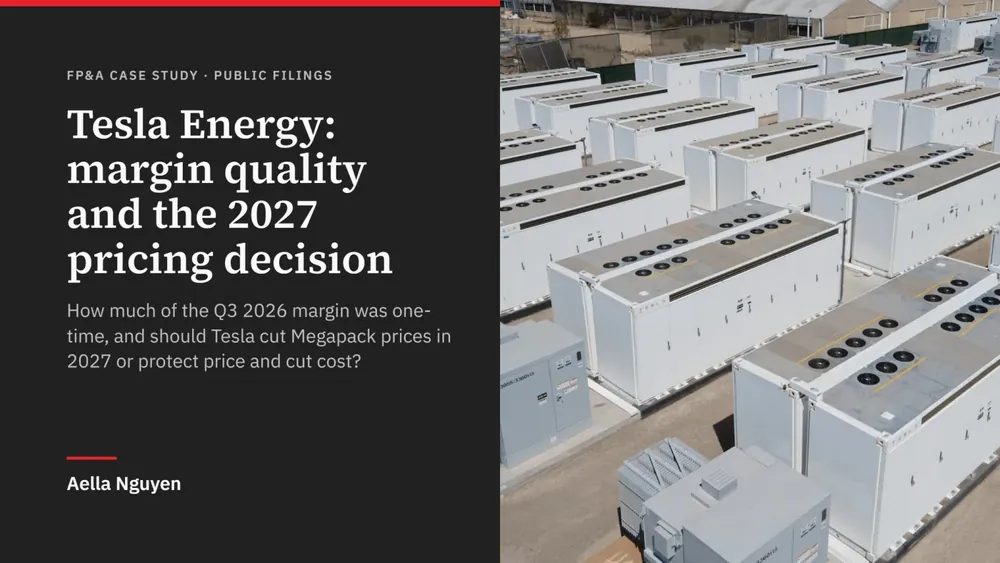 FP&A CASE STUDY · PUBLIC FILINGS
Tesla Energy:
margin quality
and the 2027
pricing decision
How much of the Q3 2026 margin was one-
time, and should Tesla cut Megapack prices in
2027 or protect price and cut cost?
Aella Nguyen